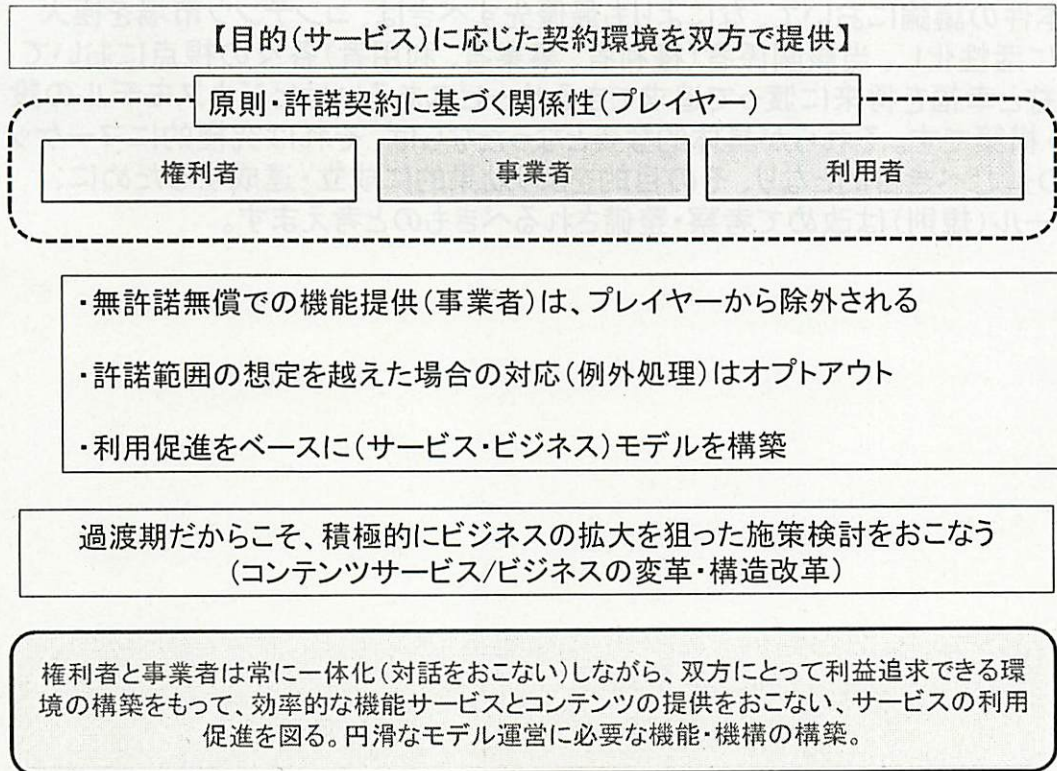 【目的(サービス)に応じた契約環境を双方で提供】
原則・許諾契約に基づく関係性(プレイヤー)
権利者
事業者
利用者
・無許諾無償での機能提供(事業者)は、プレイヤーから除外される
・許諾範囲の想定を越えた場合の対応(例外処理)はオプトアウト
・利用促進をベースに(サービス・ビジネス)モデルを構築
過渡期だからこそ、積極的にビジネスの拡大を狙った施策検討をおこなう
(コンテンツサービス/ビジネスの変革・構造改革)
権利者と事業者は常に一体化(対話をおこない)しながら、双方にとって利益追求できる環
境の構築をもって、効率的な機能サービスとコンテンツの提供をおこない、サービスの利用
促進を図る。円滑なモデル運営に必要な機能・機構の構築。